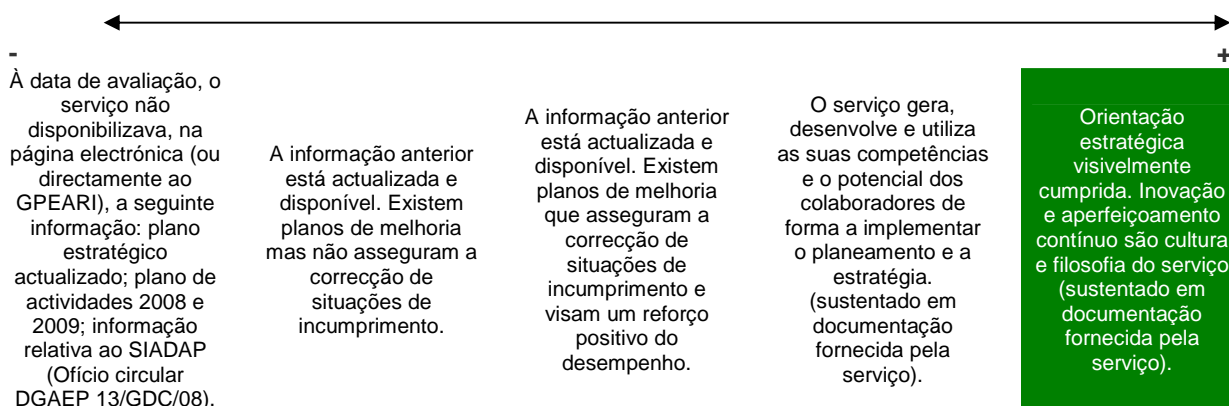 -
+
À data de avaliação, o
serviço não
disponibilizava, na
página electrónica (ou
directamente ao
GPEARI), a seguinte
informação: plano
estratégico
actualizado; plano de
actividades 2008 e
2009; informação
relativa ao SIADAP
(Ofício circular
DGAEP 13/GDC/08).
A informação anterior
está actualizada e
disponível. Existem
planos de melhoria
mas não asseguram a
correcção de
situações de
incumprimento.
A informação anterior
está actualizada e
disponível. Existem
planos de melhoria
que asseguram a
correcção de
situações de
incumprimento e
visam um reforço
positivo do
desempenho.
O serviço gera,
desenvolve e utiliza
as suas competências
e o potencial dos
colaboradores de
forma a implementar
o planeamento e a
estratégia.
(sustentado em
documentação
fornecida pela
serviço).
Orientação
estratégica
visivelmente
cumprida. Inovação
e aperfeiçoamento
contínuo são cultura
e filosofia do serviço
(sustentado em
documentação
fornecida pela
serviço).